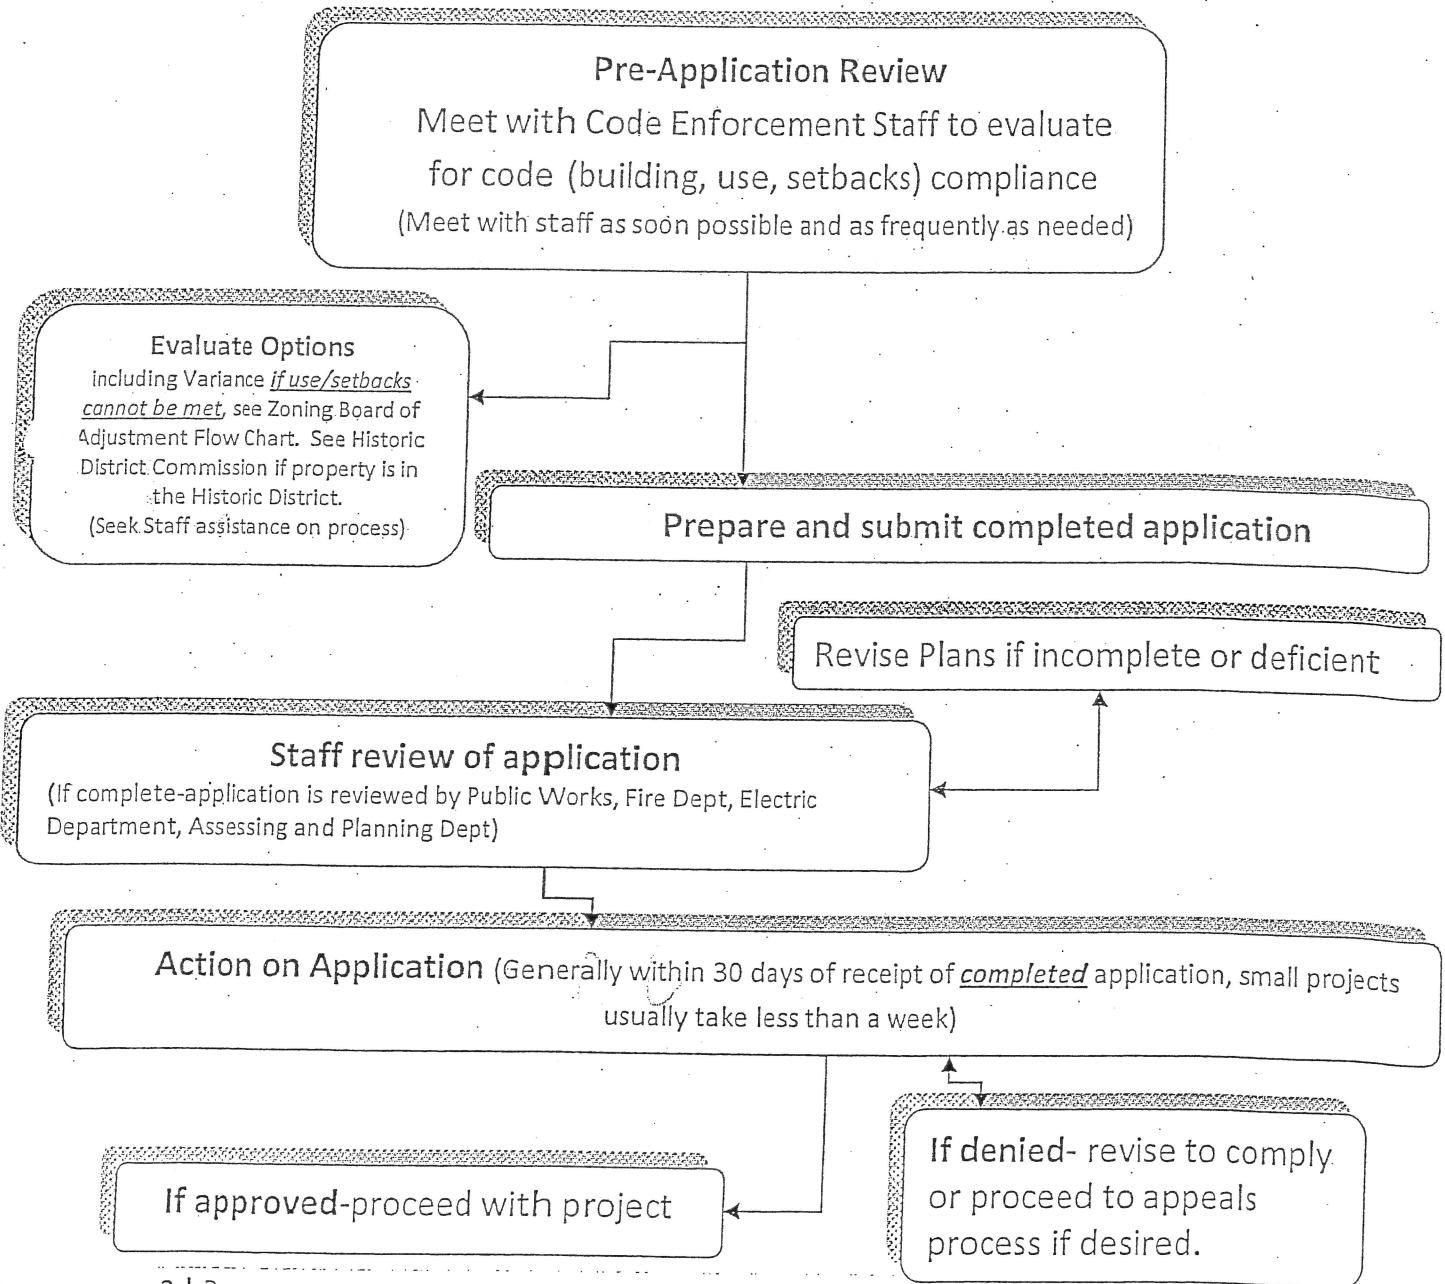 Pre-Application Review
Meet with Code Enforcement Staff to evaluate
for code (building, use, setbacks) compliance
(Meet with staff as soon possible and as frequently as needed)
Evaluate Options
including Variance if use/setbacks
cannot be met, see Zoning Board of
Adjustment Flow Chart. See Historic
District Commission if property is in
the Historic District.
(Seek Staff assistance on process)
Prepare and submit completed application
Revise Plans if incomplete or deficient
Staff review of application
(If complete-application is reviewed by Public Works, Fire Dept, Electric
Department, Assessing and Planning Dept)
Action on Application (Generally within 30 days of receipt of completed application, small projects
usually take less than a week)
If approved-proceed with project
If denied- revise to comply
or proceed to appeals
process if desired.